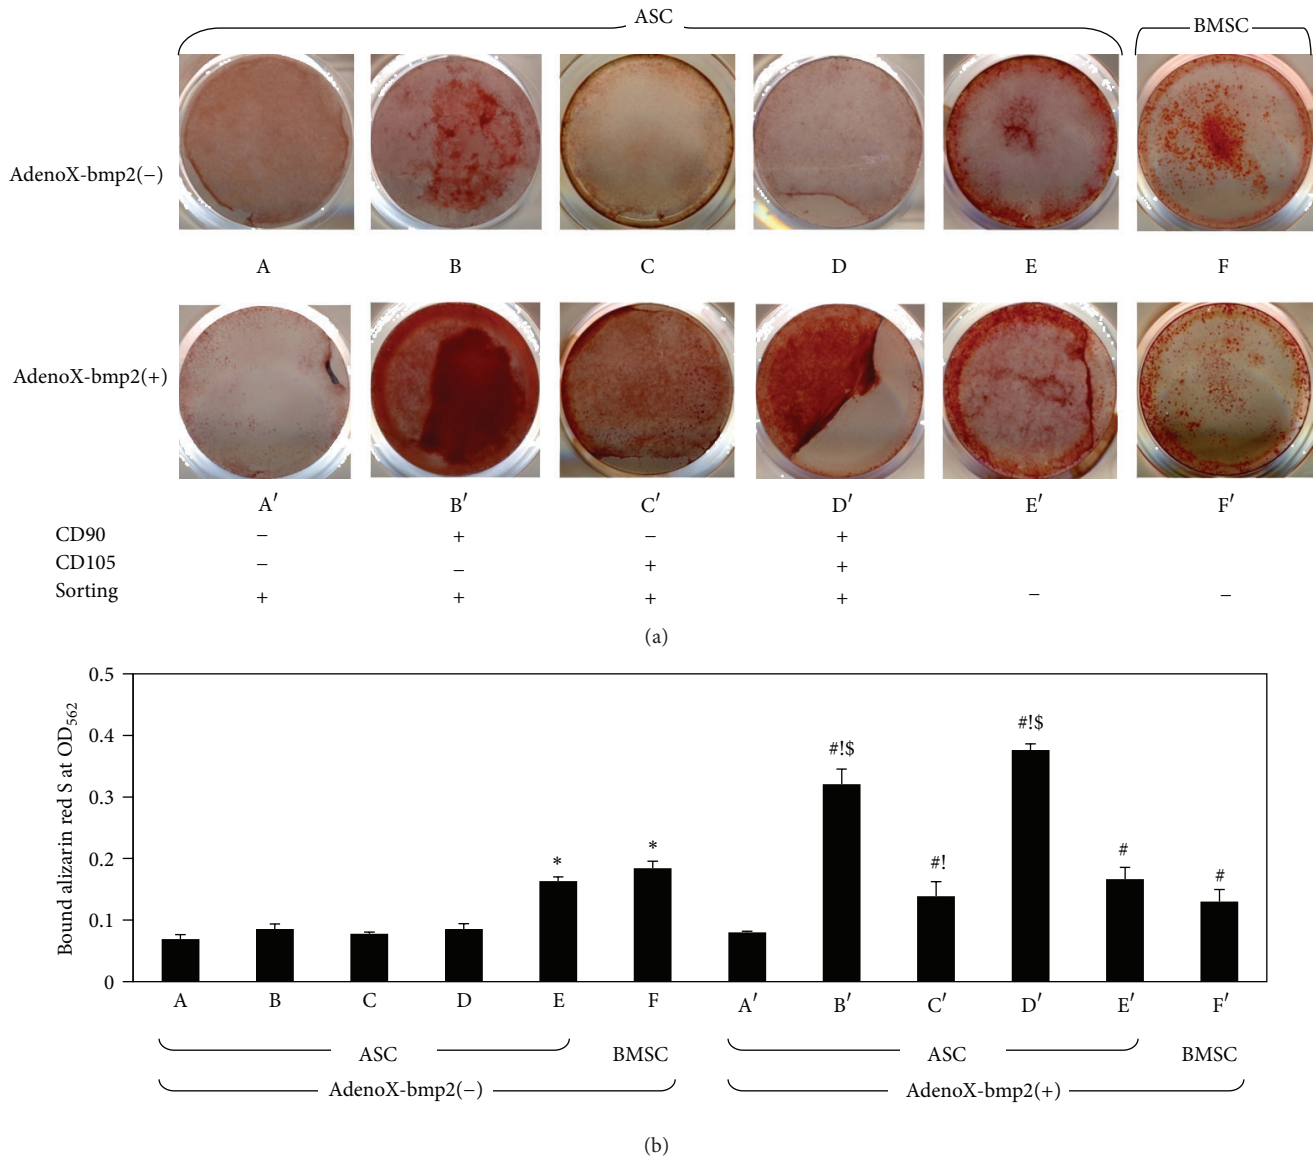 ASC
BMSC
AdenoX-bmp2(−)
A B C D E F
AdenoX-bmp2(+)
A′ B′ C′ D′ E′ F′
CD90 − + − +
CD105 − − + +
Sorting + + + + − −
(a)
Bound alizarin red S at OD562
0.5
0.4
0.3
0.2
0.1
0
* * #!$ #! #!$ # #
A B C D E F A′ B′ C′ D′ E′ F′
ASC BMSC ASC BMSC
AdenoX-bmp2(−) AdenoX-bmp2(+)
(b)